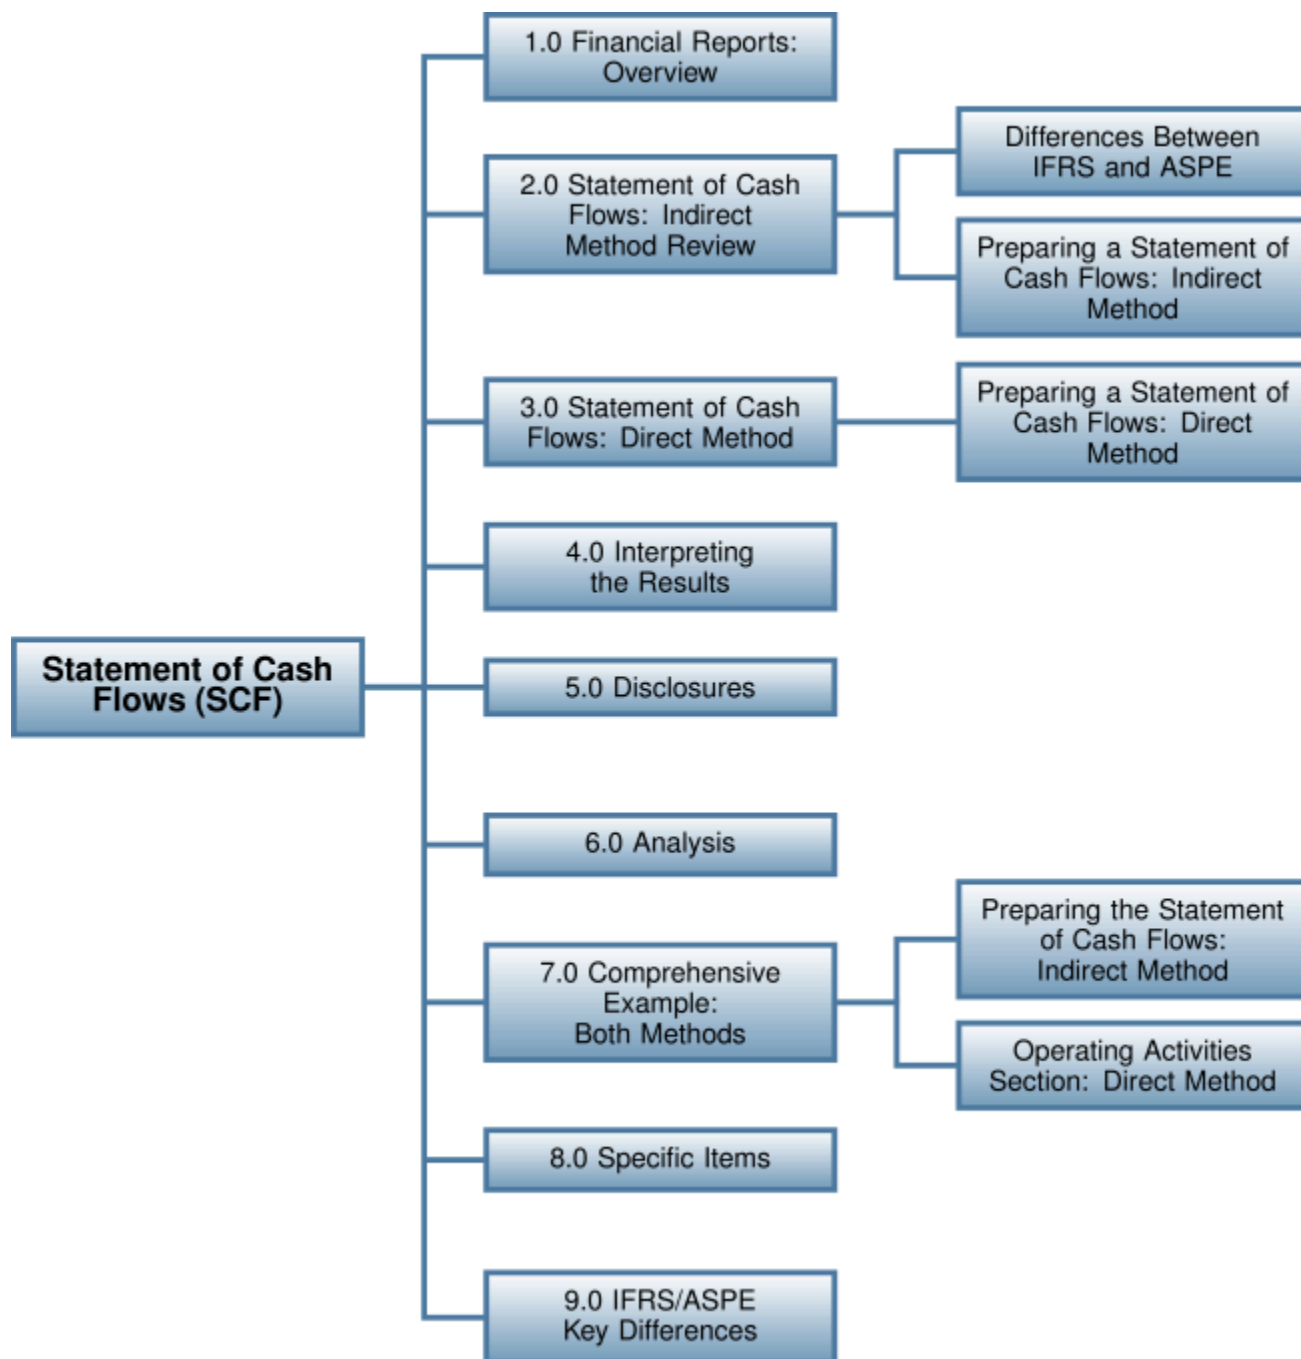 1.0 Financial Reports:
Overview
Differences Between
IFRS and ASPE
2.0 Statement of Cash
Flows: Indirect
Method Review
Preparing a Statement of
Cash Flows: Indirect
Method
3.0 Statement of Cash
Flows: Direct Method
Preparing a Statement of
Cash Flows: Direct
Method
4.0 Interpreting
the Results
Statement of Cash
Flows (SCF)
5.0 Disclosures
6.0 Analysis
7.0 Comprehensive
Example:
Both Methods
Preparing the Statement
of Cash Flows:
Indirect Method
Operating Activities
Section: Direct Method
8.0 Specific Items
9.0 IFRS/ASPE
Key Differences